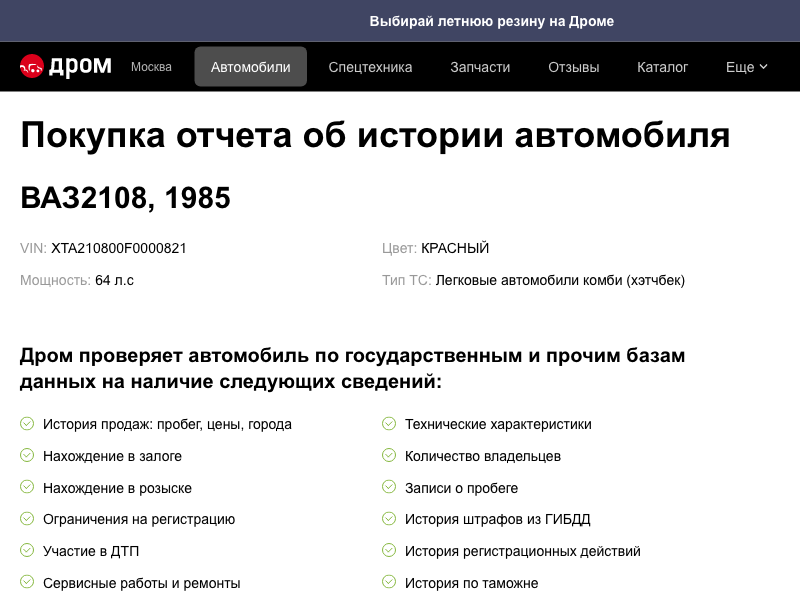 Выбирай летнюю резину на Дроме
дром Москва Автомобили Спецтехника Запчасти Отзывы Каталог Еще
Покупка отчета об истории автомобиля
ВАЗ2108, 1985
VIN: XTA210800F0000821 Цвет: КРАСНЫЙ
Мощность: 64 л.с Тип ТС: Легковые автомобили комби (хэтчбек)
Дром проверяет автомобиль по государственным и прочим базам
данных на наличие следующих сведений:
История продаж: пробег, цены, города Технические характеристики
Нахождение в залоге Количество владельцев
Нахождение в розыске Записи о пробеге
Ограничения на регистрацию История штрафов из ГИБДД
Участие в ДТП История регистрационных действий
Сервисные работы и ремонты История по таможне